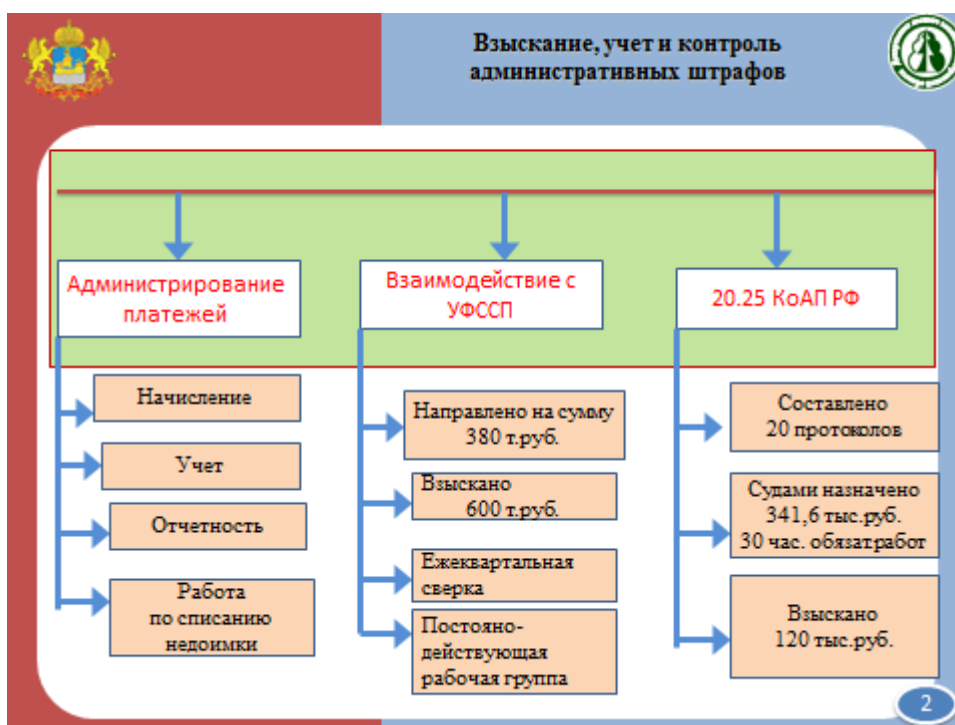 Взыскание, учет и контроль
административных штрафов
Администрирование
платежей
Начисление
Учет
Отчетность
Работа
по списанию
недоимки
Взаимодействие с
УФССП
Направлено на сумму
380 т.руб.
Взыскано
600 т.руб.
Ежеквартальная
сверка
Постояно-
действующая
рабочая группа
20.25 КоАП РФ
Составлено
20 протоколов
Судами назначено
341,6 тыс.руб.
30 час. обязат.работ
Взыскано
120 тыс.руб.
2